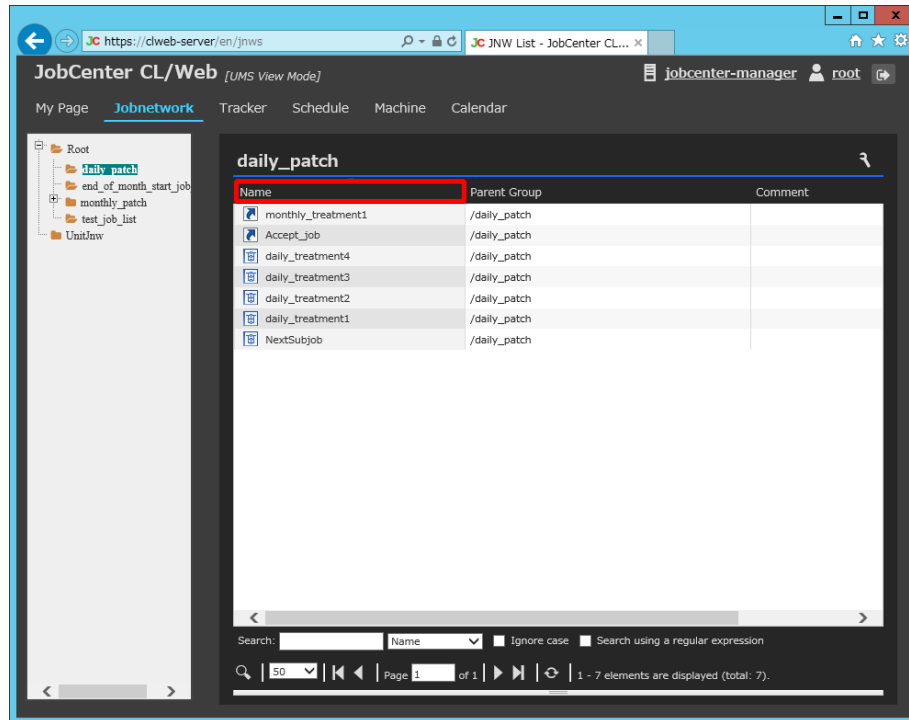 https://clweb-server/en/jnws
JC JNW List - JobCenter CL...
JobCenter CL/Web [UMS View Mode]
jobcenter-manager root
My Page Jobnetwork Tracker Schedule Machine Calendar
Root
daily_patch
end_of_month_start_job
monthly_patch
test_job_list
UnitJnw
daily_patch
Name Parent Group Comment
monthly_treatment1 /daily_patch
Accept_job /daily_patch
daily_treatment4 /daily_patch
daily_treatment3 /daily_patch
daily_treatment2 /daily_patch
daily_treatment1 /daily_patch
NextSubjob /daily_patch
Search: Name Ignore case Search using a regular expression
50 Page 1 of 1 1 - 7 elements are displayed (total: 7).